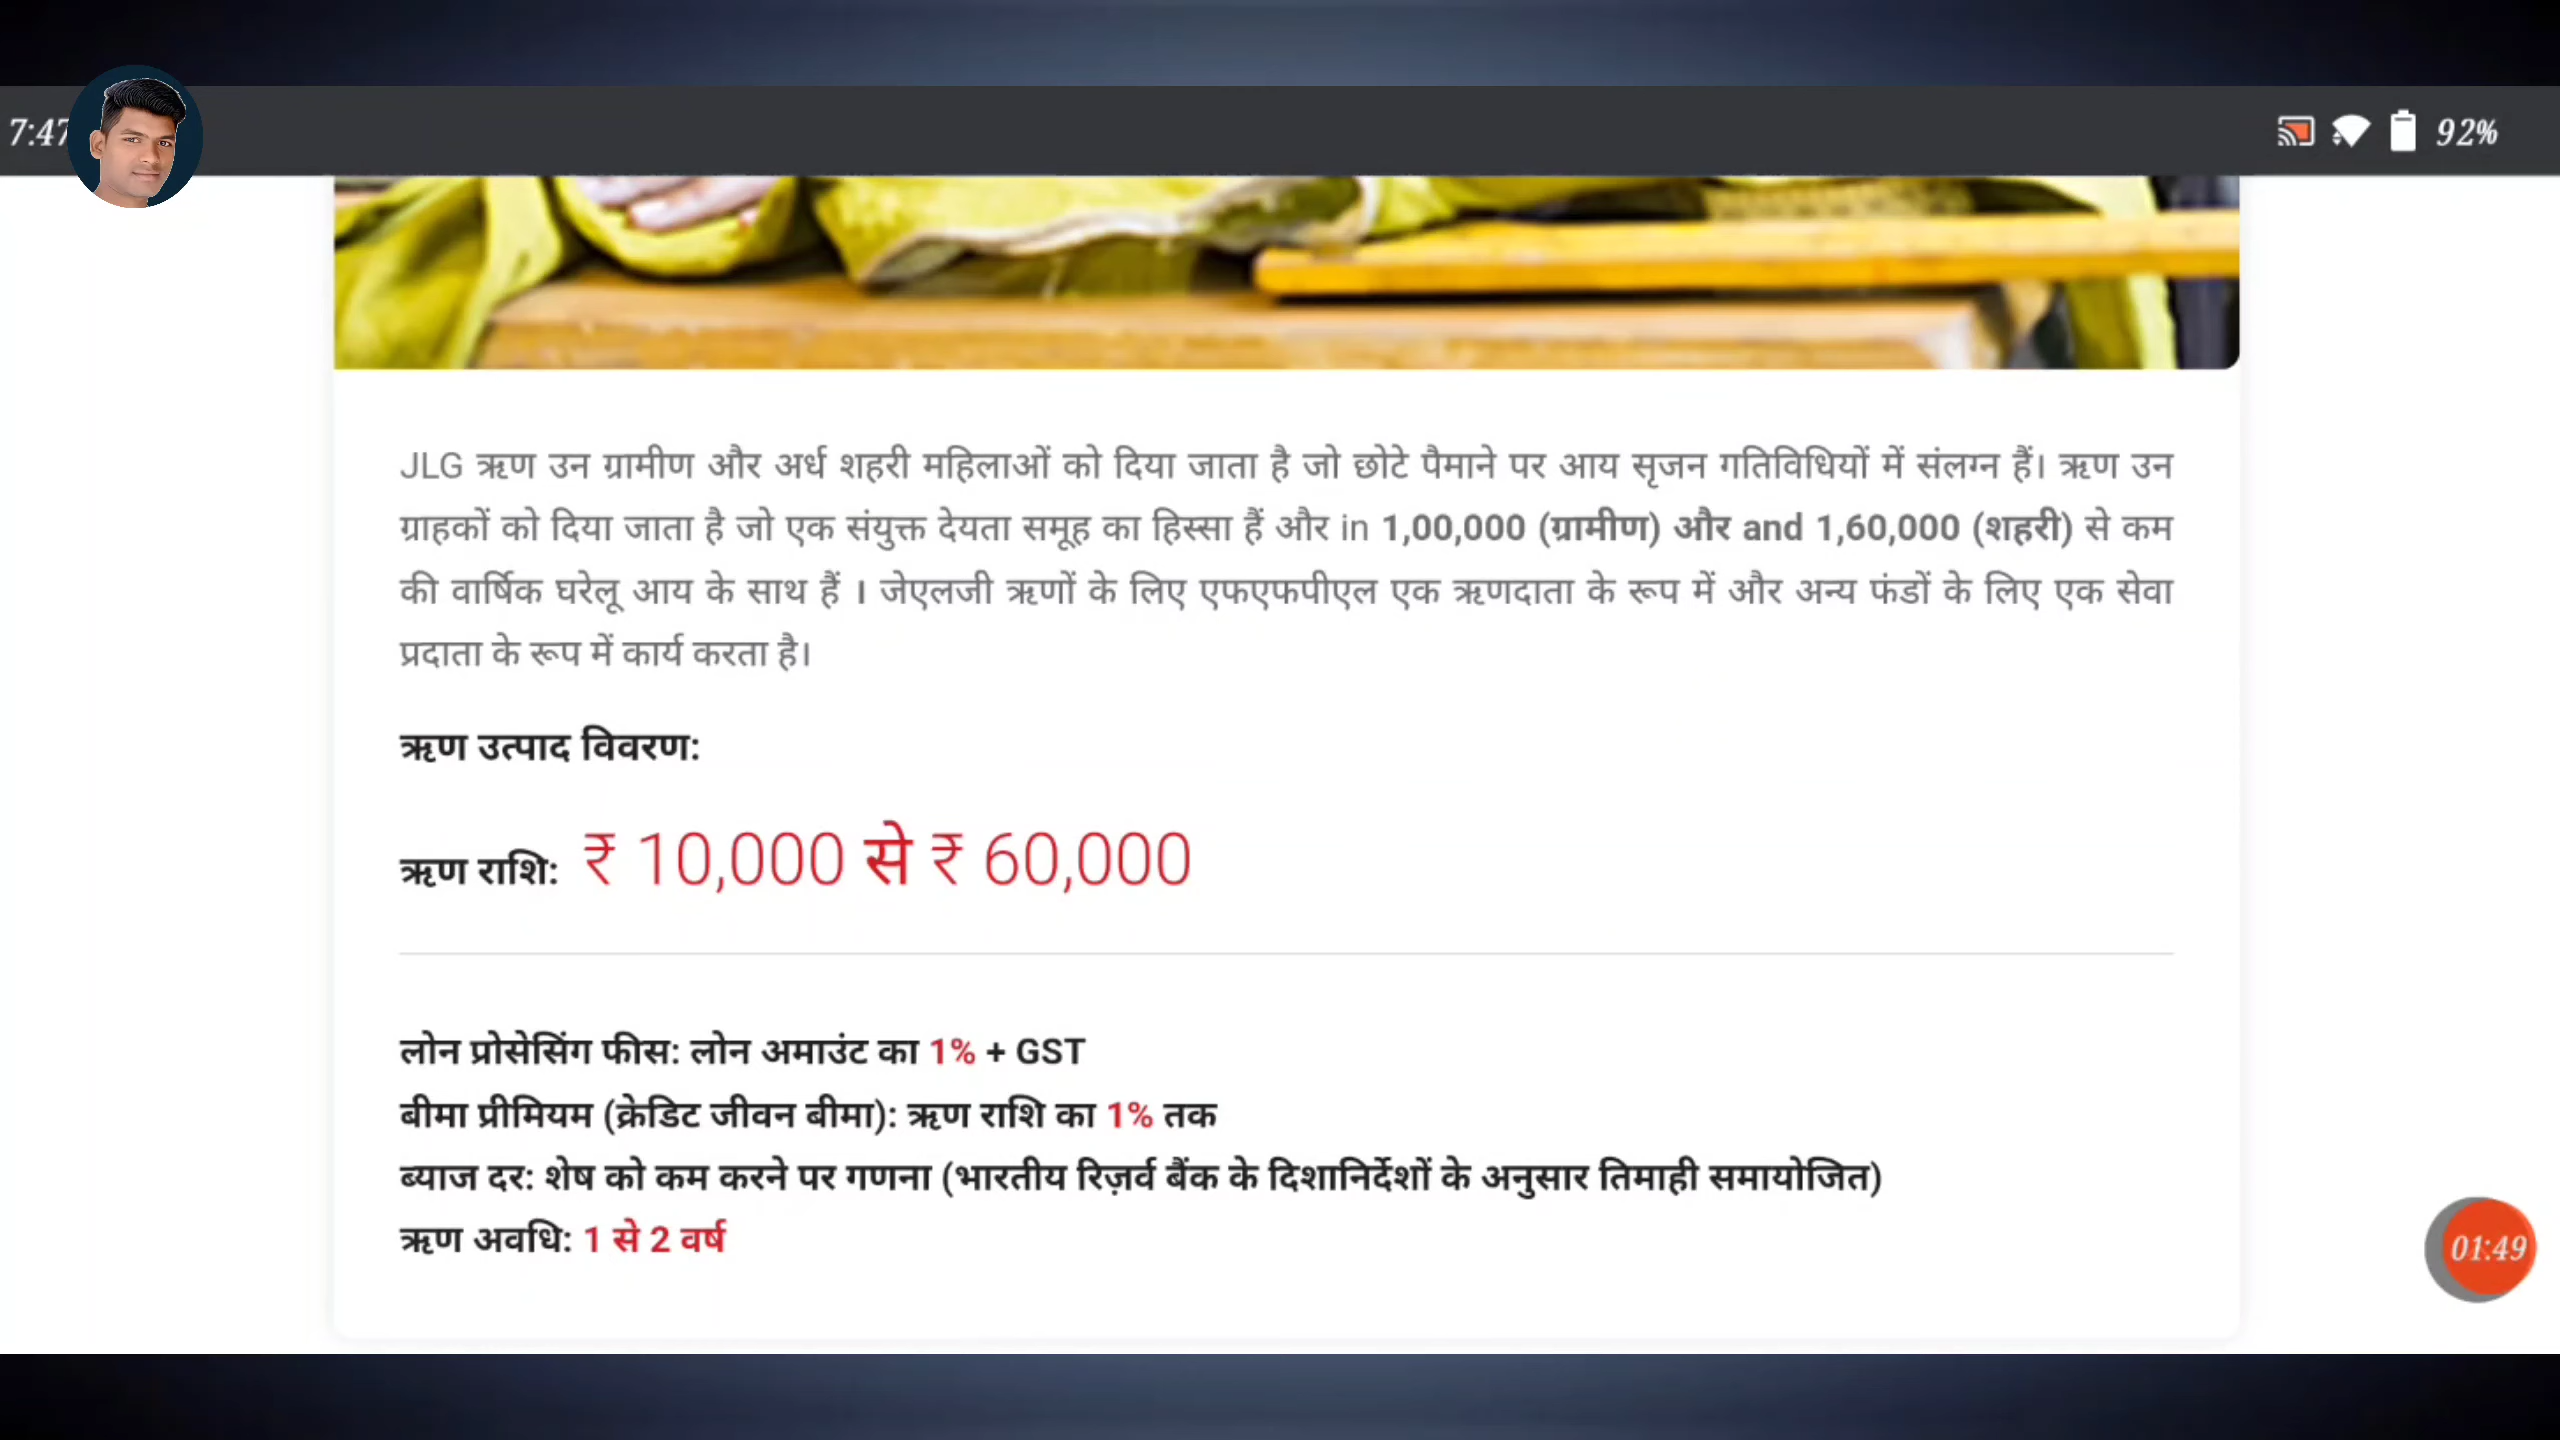 7:47
92%
JLG ऋण उन ग्रामीण और अर्ध शहरी महिलाओं को दिया जाता है जो छोटे पैमाने पर आय सृजन गतिविधियों में संलग्न हैं। ऋण उन
ग्राहकों को दिया जाता है जो एक संयुक्त देयता समूह का हिस्सा हैं और in 1,00,000 (ग्रामीण) और and 1,60,000 (शहरी) से कम
की वार्षिक घरेलू आय के साथ हैं । जेएलजी ऋणों के लिए एफएफपीएल एक ऋणदाता के रूप में और अन्य फंडों के लिए एक सेवा
प्रदाता के रूप में कार्य करता है।
ऋण उत्पाद विवरण:
ऋण राशि: ₹ 10,000 से ₹ 60,000
लोन प्रोसेसिंग फीस: लोन अमाउंट का 1% + GST
बीमा प्रीमियम (क्रेडिट जीवन बीमा): ऋण राशि का 1% तक
ब्याज दर: शेष को कम करने पर गणना (भारतीय रिज़र्व बैंक के दिशानिर्देशों के अनुसार तिमाही समायोजित)
ऋण अवधि: 1 से 2 वर्ष
01:49